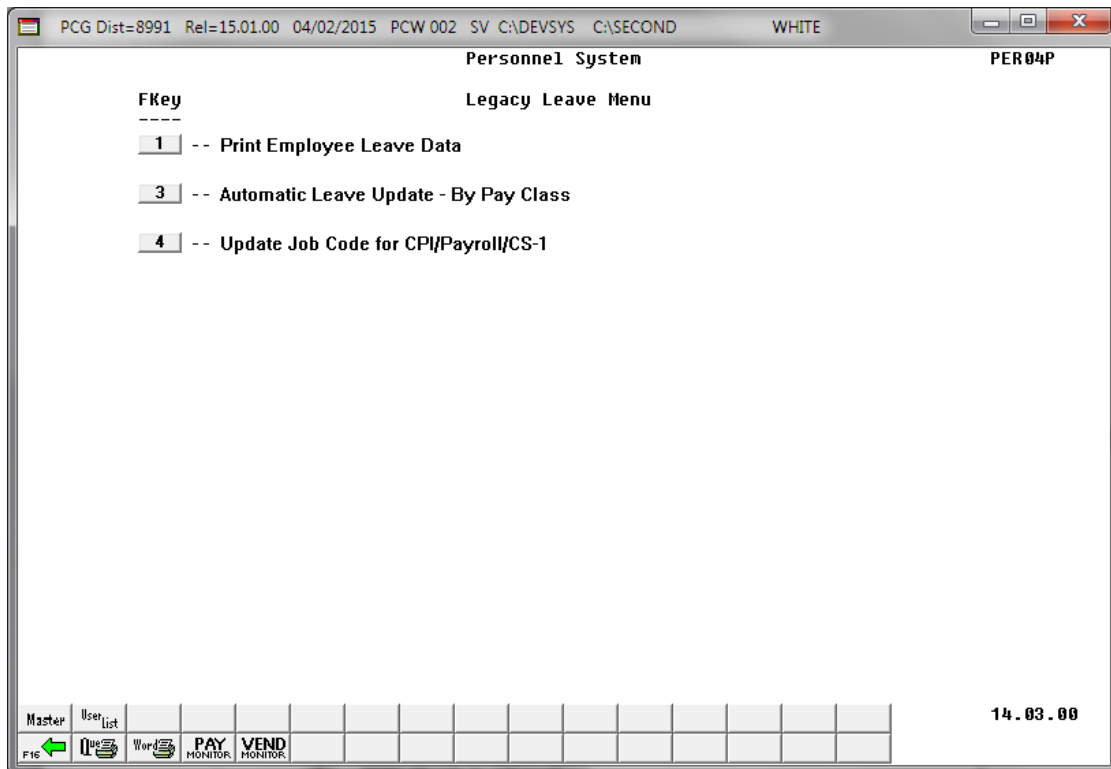 PCG Dist=8991 Rel=15.01.00 04/02/2015 PCW 002 SV C:\DEVSYS C:\SECOND WHITE
Personnel System PER04P
FKey Legacy Leave Menu
----
1 -- Print Employee Leave Data
3 -- Automatic Leave Update - By Pay Class
4 -- Update Job Code for CPI/Payroll/CS-1
Master User List 14.03.00
F16 Que Word PAY MONITOR VEND MONITOR